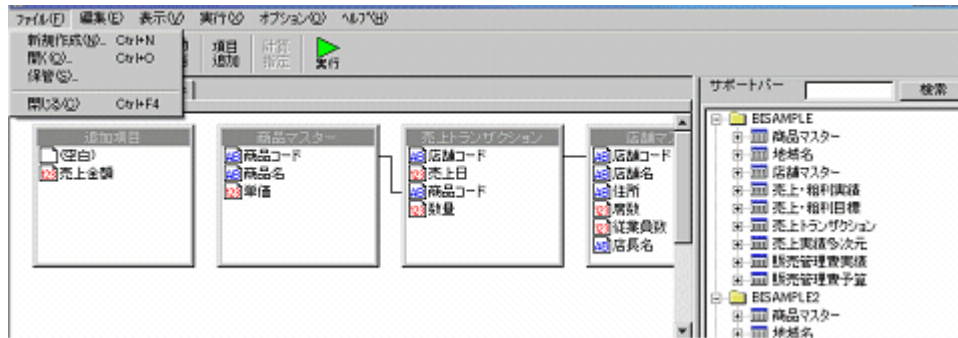 ファイル(F) 編集(E) 表示(V) 実行(X) オプション(O) ヘルプ(H)
新規作成(N)... Ctrl+N
開く(O)... Ctrl+O
保管(S)...
閉じる(C) Ctrl+F4
項目追加
計算指定
実行
サポートバー 検索
追加項目
(空白)
売上金額
商品マスター
商品コード
商品名
単価
売上トランザクション
店舗コード
売上日
商品コード
数量
店舗マ
店舗コード
店舗名
住所
席数
従業員数
店長名
BISAMPLE
商品マスター
地域名
店舗マスター
売上・粗利実績
売上・粗利目標
売上トランザクション
売上実績多次元
販売管理費実績
販売管理費予算
BISAMPLE2
商品マスター
地域名